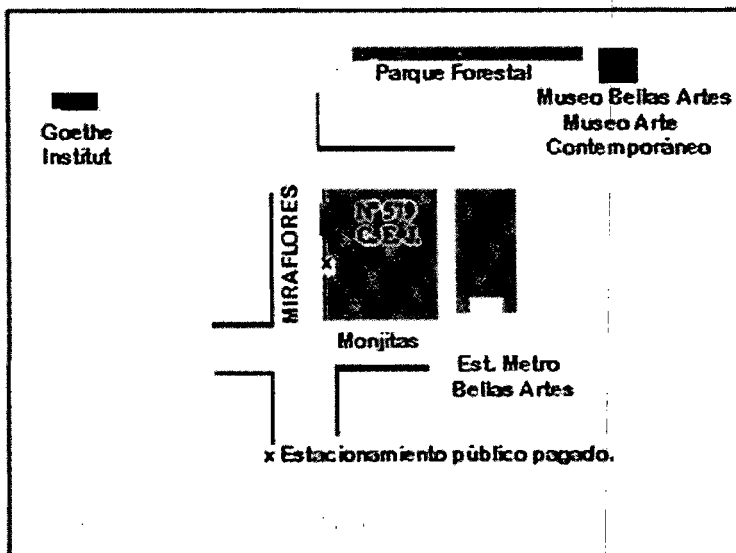 Parque Forestal
Museo Bellas Artes
Museo Arte
Contemporáneo
Goethe
Institut
MIRAFLORES
C.E.I.
x
Monjitas
Est. Metro
Bellas Artes
x Estacionamiento público pagado.